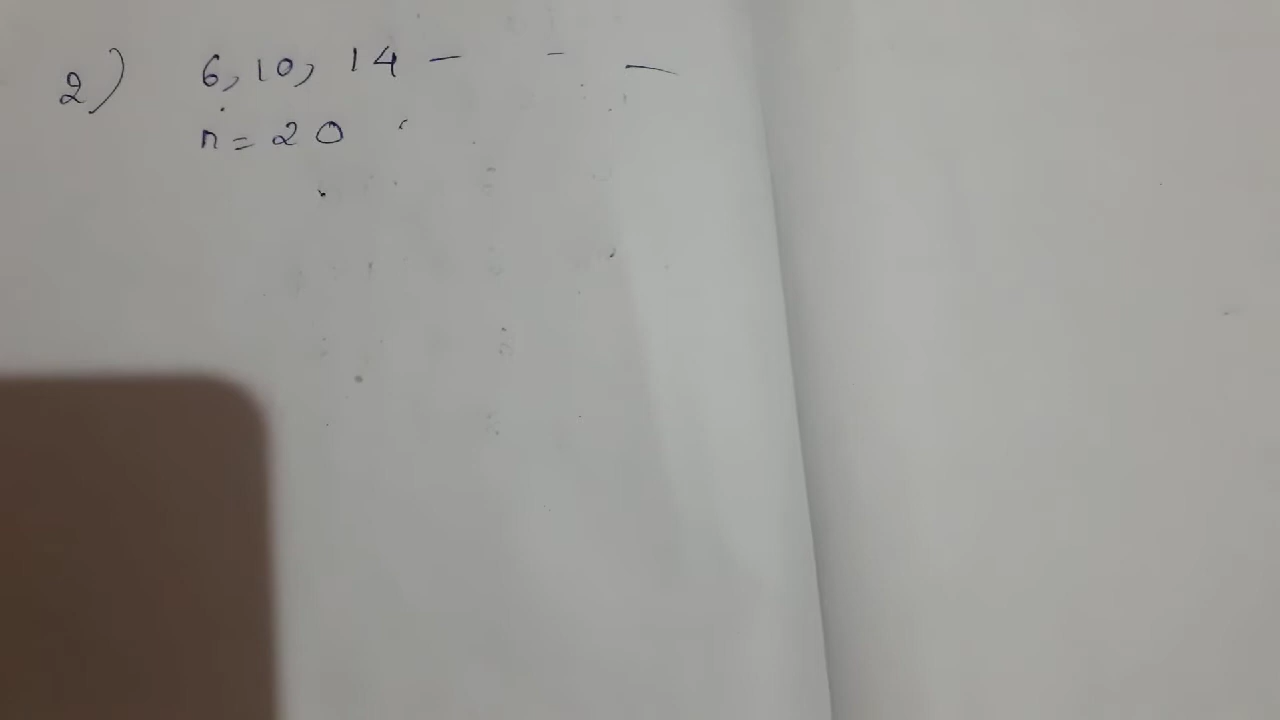 2) 6, 10, 14 - - -
n = 20